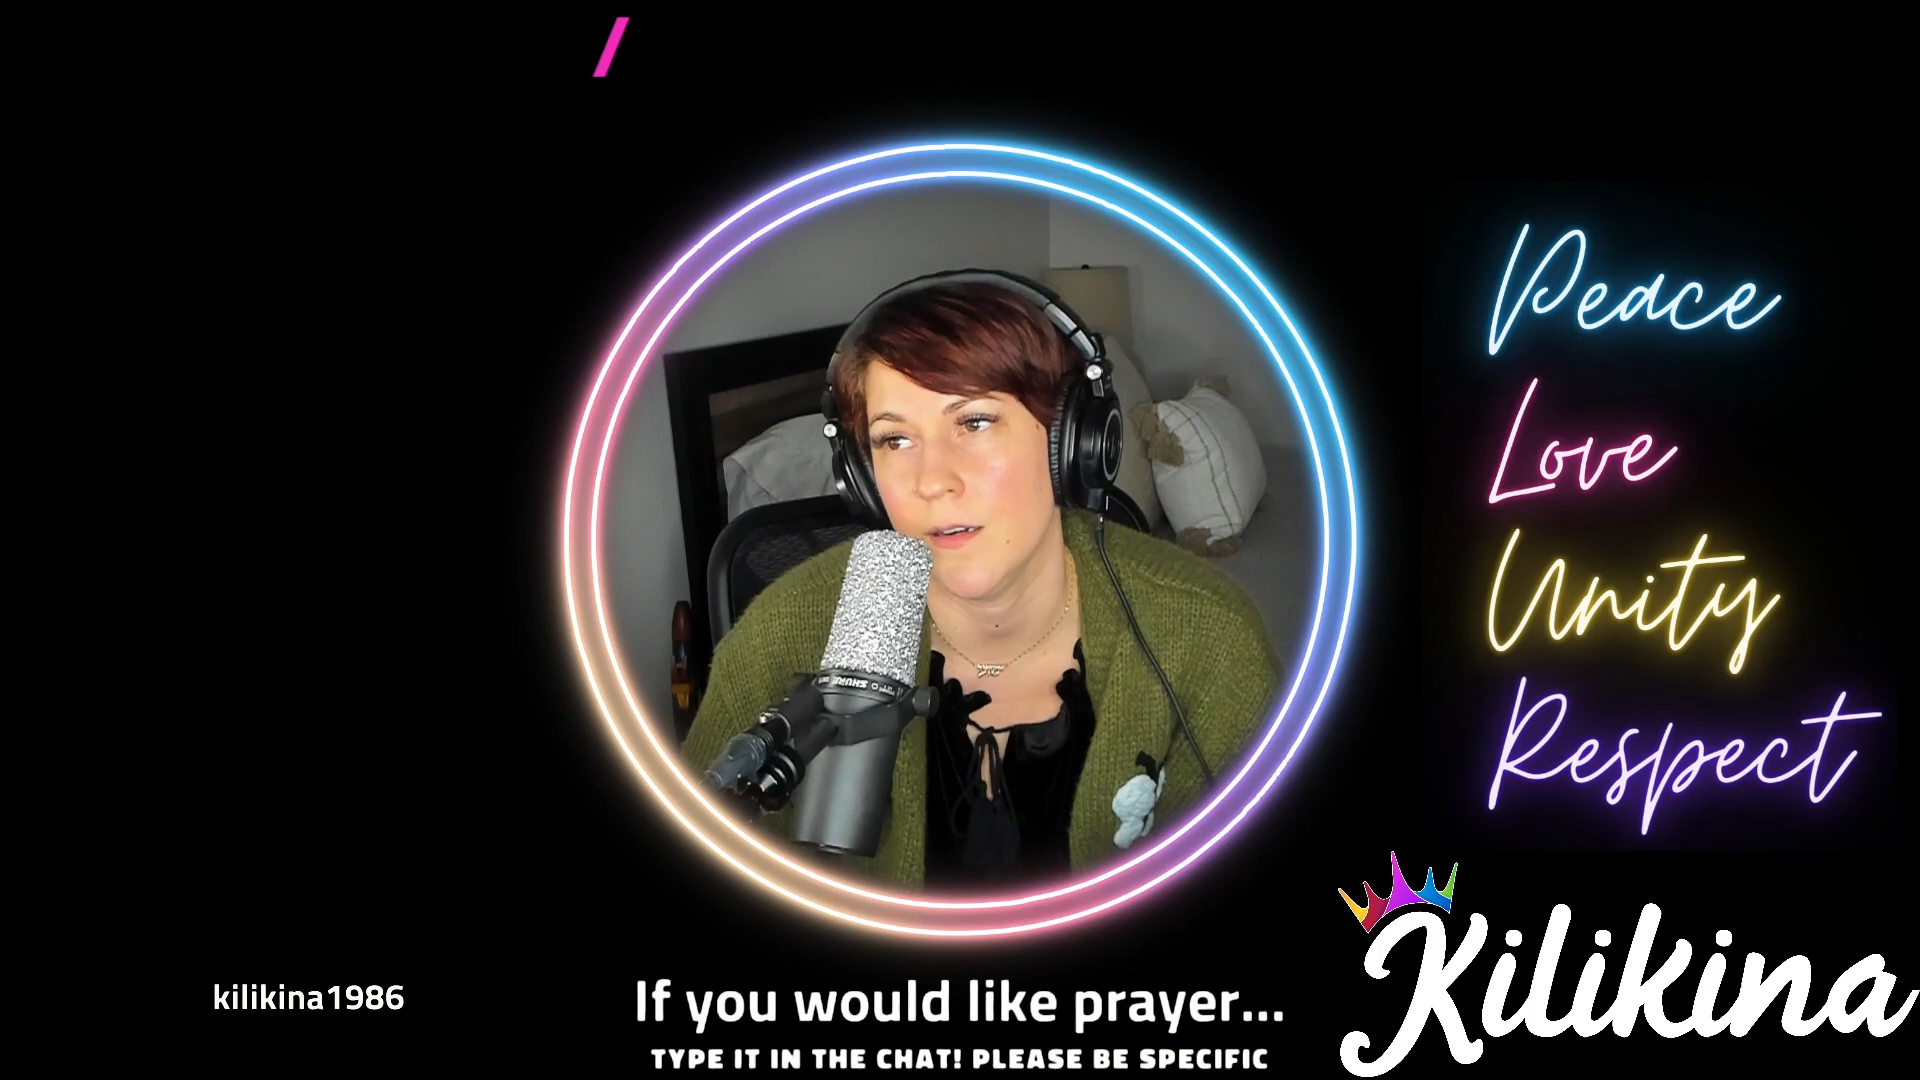 /
Peace
Love
Unity
Respect
SHURE
Kilikina
kilikina1986
If you would like prayer...
TYPE IT IN THE CHAT! PLEASE BE SPECIFIC